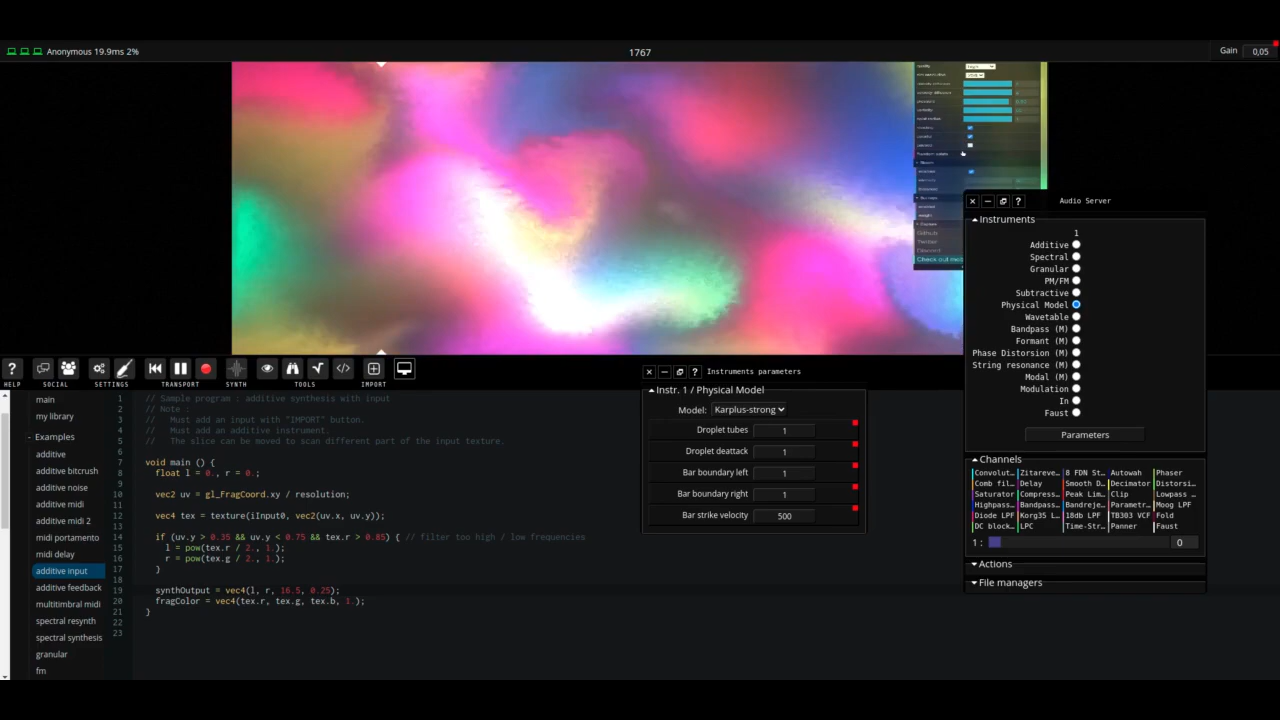 Anonymous 19.9ms 2%
1767
Gain 0,05
Check out mo
Audio Server
Instruments
1
Additive
Spectral
Granular
PM/FM
Subtractive
Physical Model
Wavetable
Bandpass (M)
Formant (M)
Phase Distorsion (M)
String resonance (M)
Modal (M)
Modulation
In
Faust
Parameters
Channels
Convolut… Zitareve… 8 FDN St… Autowah Phaser
Comb fil… Delay Smooth D… Decimator Distorsi…
Saturator Compress… Peak Lim… Clip Lowpass …
Highpass… Bandpass… Bandreje… Parametr… Moog LPF
Diode LPF Korg35 L… 18db LPF TB303 VCF Fold
DC block… LPC Time-Str… Panner Faust
1 : 0
Actions
File managers
HELP SOCIAL SETTINGS TRANSPORT SYNTH TOOLS IMPORT
Instruments parameters
Instr. 1 / Physical Model
Model: Karplus-strong
Droplet tubes 1
Droplet deattack 1
Bar boundary left 1
Bar boundary right 1
Bar strike velocity 500
main
my library
- Examples
additive
additive bitcrush
additive noise
additive midi
additive midi 2
midi portamento
midi delay
additive input
additive feedback
multitimbral midi
spectral resynth
spectral synthesis
granular
fm
1 // Sample program : additive synthesis with input
2 // Note :
3 //   Must add an input with "IMPORT" button.
4 //   Must add an additive instrument.
5 //   The slice can be moved to scan different part of the input texture.
6
7 void main () {
8   float l = 0., r = 0.;
9
10   vec2 uv = gl_FragCoord.xy / resolution;
11
12   vec4 tex = texture(iInput0, vec2(uv.x, uv.y));
13
14   if (uv.y > 0.35 && uv.y < 0.75 && tex.r > 0.85) { // filter too high / low frequencies
15     l = pow(tex.r / 2., 1.);
16     r = pow(tex.g / 2., 1.);
17   }
18
19   synthOutput = vec4(l, r, 16.5, 0.25);
20   fragColor = vec4(tex.r, tex.g, tex.b, 1.);
21 }
22
23